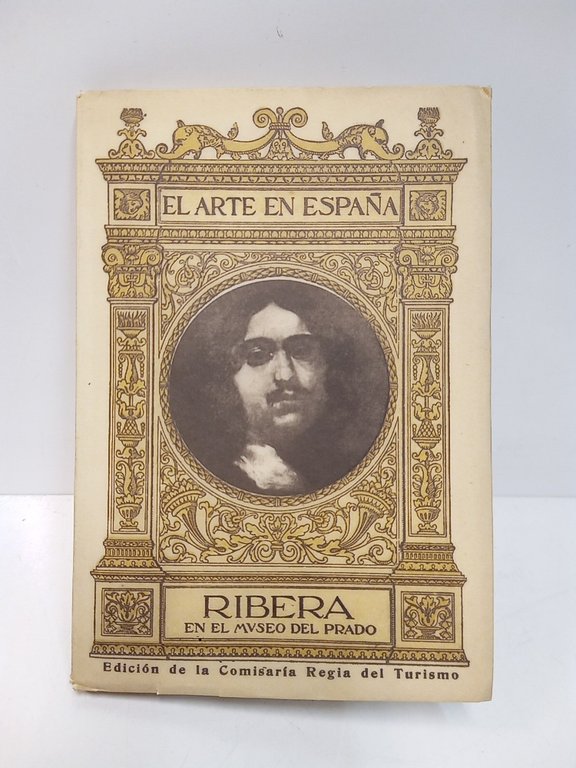 EL ARTE EN ESPAÑA
RIBERA
EN EL MVSEO DEL PRADO
Edición de la Comisaría Regia del Turismo